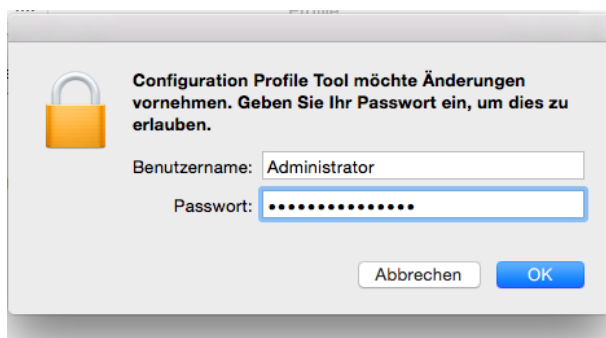 Configuration Profile Tool möchte Änderungen
vornehmen. Geben Sie Ihr Passwort ein, um dies zu
erlauben.
Benutzername: Administrator
Passwort: •••••••••••••••
Abbrechen OK